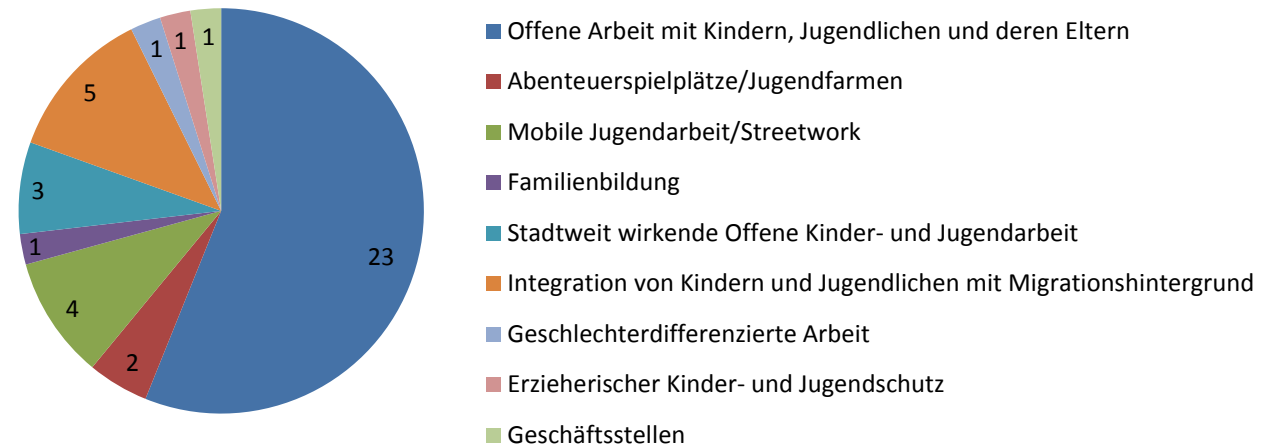 1
1
1
5
3
1
4
2
23
Offene Arbeit mit Kindern, Jugendlichen und deren Eltern
Abenteuerspielplätze/Jugendfarmen
Mobile Jugendarbeit/Streetwork
Familienbildung
Stadtweit wirkende Offene Kinder- und Jugendarbeit
Integration von Kindern und Jugendlichen mit Migrationshintergrund
Geschlechterdifferenzierte Arbeit
Erzieherischer Kinder- und Jugendschutz
Geschäftsstellen